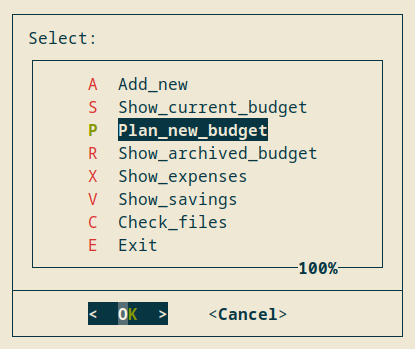 Select:
A Add_new
S Show_current_budget
P Plan_new_budget
R Show_archived_budget
X Show_expenses
V Show_savings
C Check_files
E Exit
100%
< OK > <Cancel>